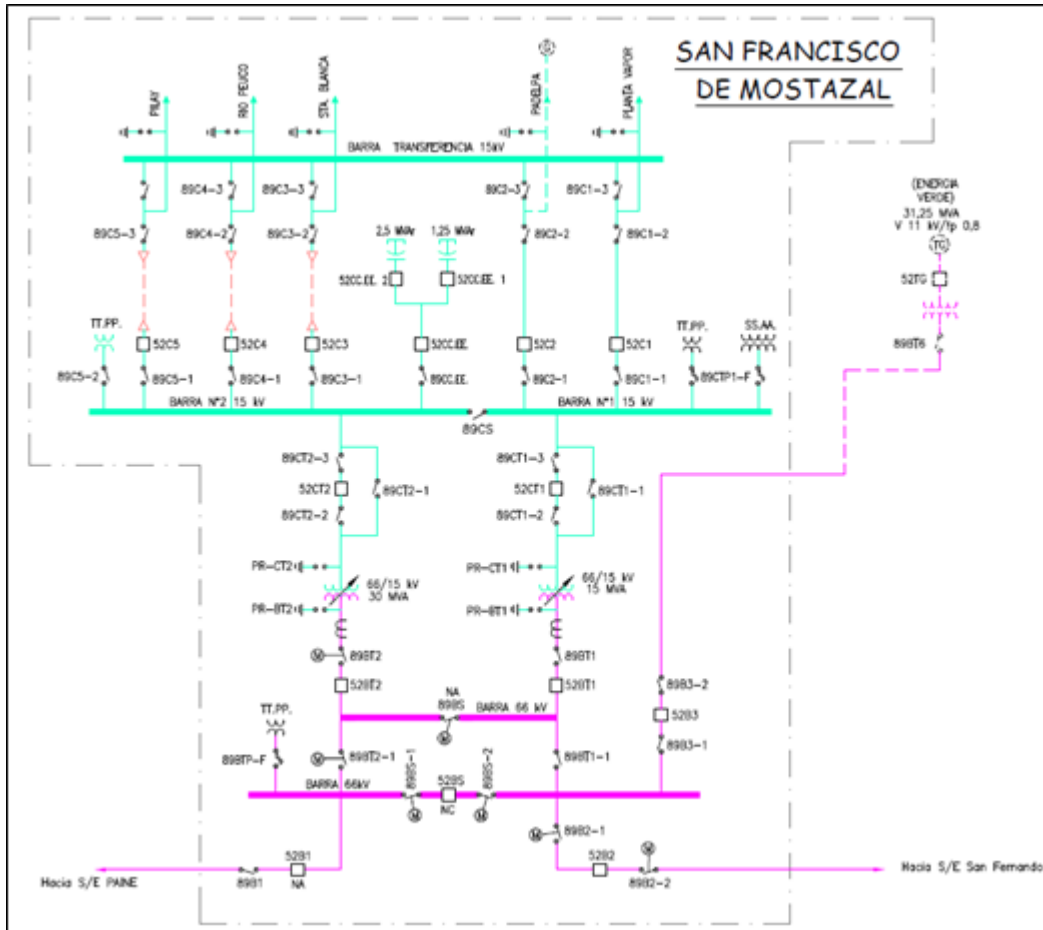 SAN FRANCISCO
DE MOSTAZAL
PILAY
RIO PEUCO
STA. BLANCA
PADELPA
PLANTA VAPOR
BARRA TRANSFERENCIA 15kV
89C4-3
89C3-3
89C2-3
89C1-3
89C5-3
89C4-2
89C3-2
89C2-2
89C1-2
(ENERGIA
VERDE)
31,25 MVA
V 11 kV/fp 0,8
TG
52TG
89BT6
2,5 MVAr
1,25 MVAr
52CC.EE. 2
52CC.EE. 1
TT.PP.
52C5
52C4
52C3
52CC.EE.
52C2
52C1
TT.PP.
SS.AA.
89C5-2
89C5-1
89C4-1
89C3-1
89CC.EE.
89C2-1
89C1-1
89CTP1-F
BARRA N°2 15 kV
BARRA N°1 15 kV
89CS
89CT2-3
52CT2
89CT2-1
89CT2-2
89CT1-3
52CT1
89CT1-1
89CT1-2
PR-CT2
66/15 kV
30 MVA
PR-BT2
PR-CT1
66/15 kV
15 MVA
PR-BT1
M
89BT2
89BT1
52BT2
52BT1
89B3-2
52B3
89B3-1
NA
89BS
BARRA 66 kV
M
TT.PP.
89BTP-F
M
89BT2-1
89BT1-1
BARRA 66kV
89BS-1
52BS
89BS-2
M
NC
M
M
89B2-1
52B1
52B2
M
Hacia S/E PAINE
89B1
NA
89B2-2
Hacia S/E San Fernando